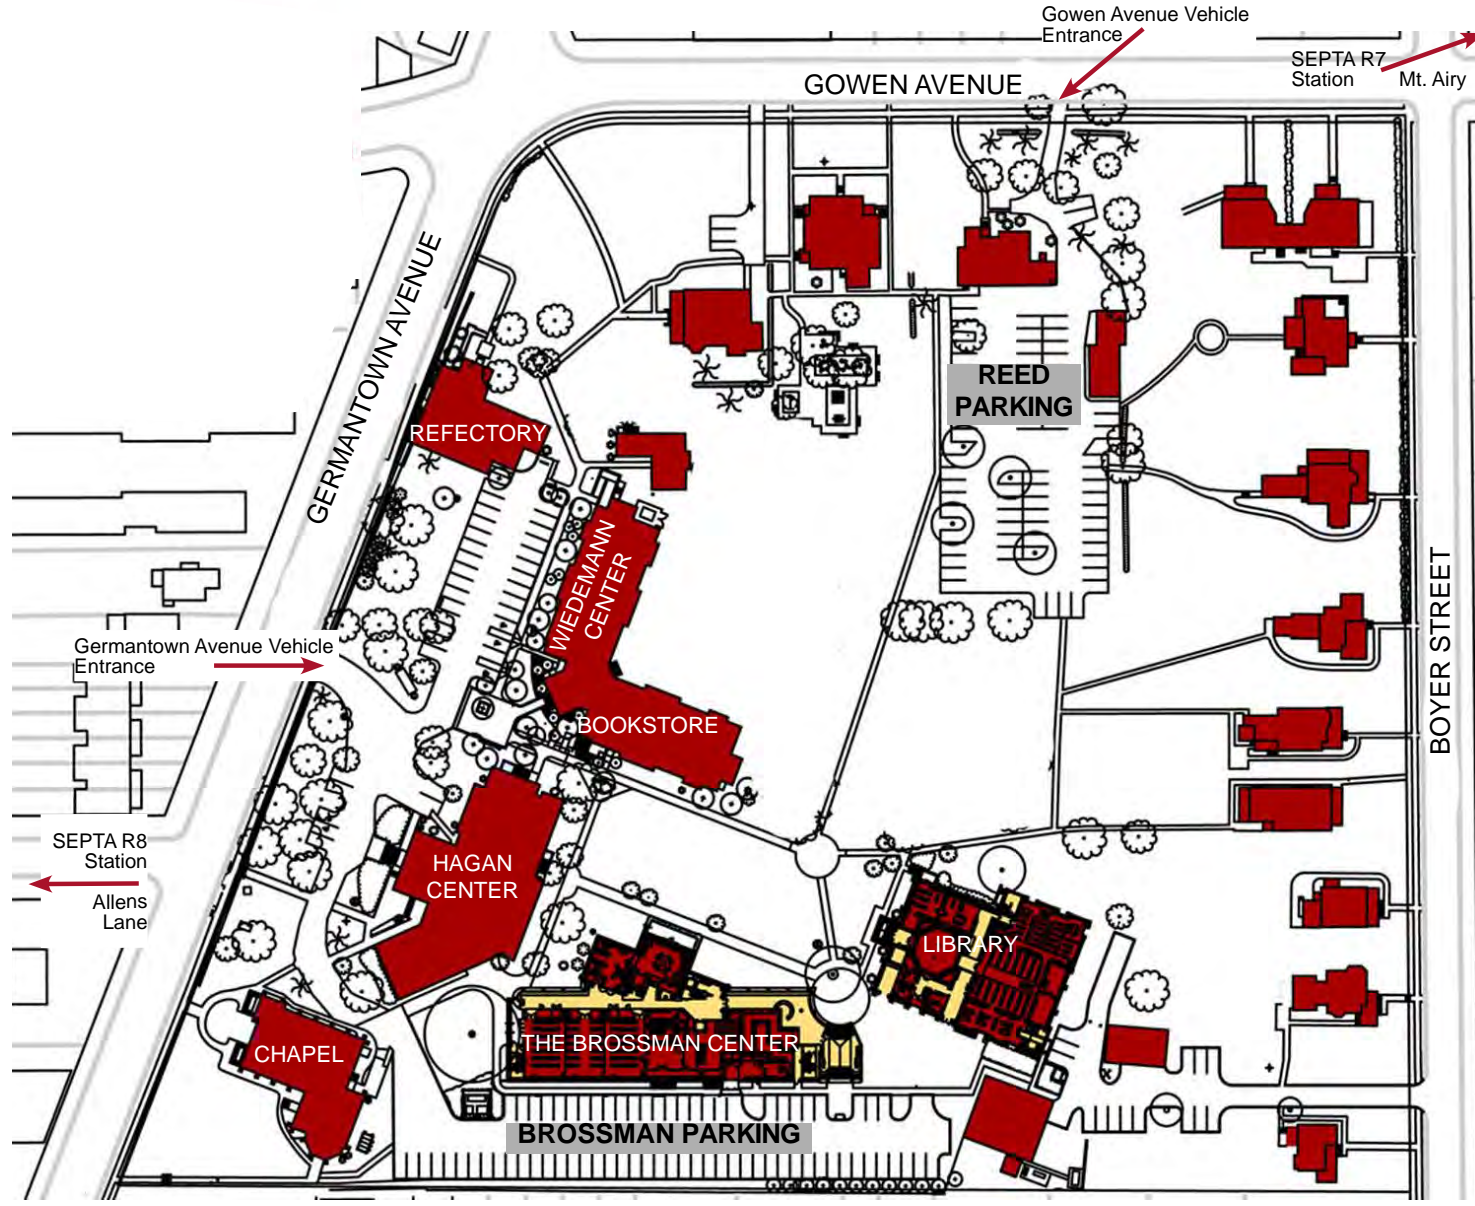 Gowen Avenue Vehicle
Entrance
SEPTA R7
Station
Mt. Airy
GOWEN AVENUE
GERMANTOWN AVENUE
REED
PARKING
REFECTORY
WIEDEMANN
CENTER
BOYER STREET
Germantown Avenue Vehicle
Entrance
BOOKSTORE
SEPTA R8
Station
Allens
Lane
HAGAN
CENTER
LIBRARY
CHAPEL
THE BROSSMAN CENTER
BROSSMAN PARKING